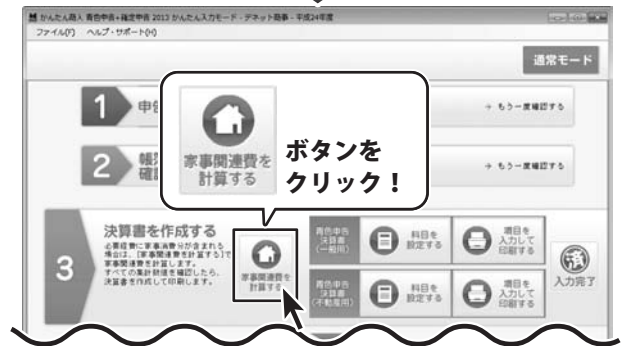 かんたん商人 青色申告+確定申告 2013 かんたん入力モード - デネット商事 - 平成24年度
ファイル(F) ヘルプ・サポート(H)
通常モード
1
申
→ もう一度確認する
家事関連費を
計算する
ボタンを
クリック！
2
帳
確
→ もう一度確認する
3
決算書を作成する
必要経費に家事消費分が含まれる
場合は、[家事関連費を計算する]で
家事関連費を計算します。
すべての集計数値を確認したら、
決算書を作成して印刷します。
家事関連費を
計算する
青色申告
決算書
(一般用)
科目を
設定する
項目を
入力して
印刷する
青色申告
決算書
(不動産用)
科目を
設定する
項目を
入力して
印刷する
済
入力完了